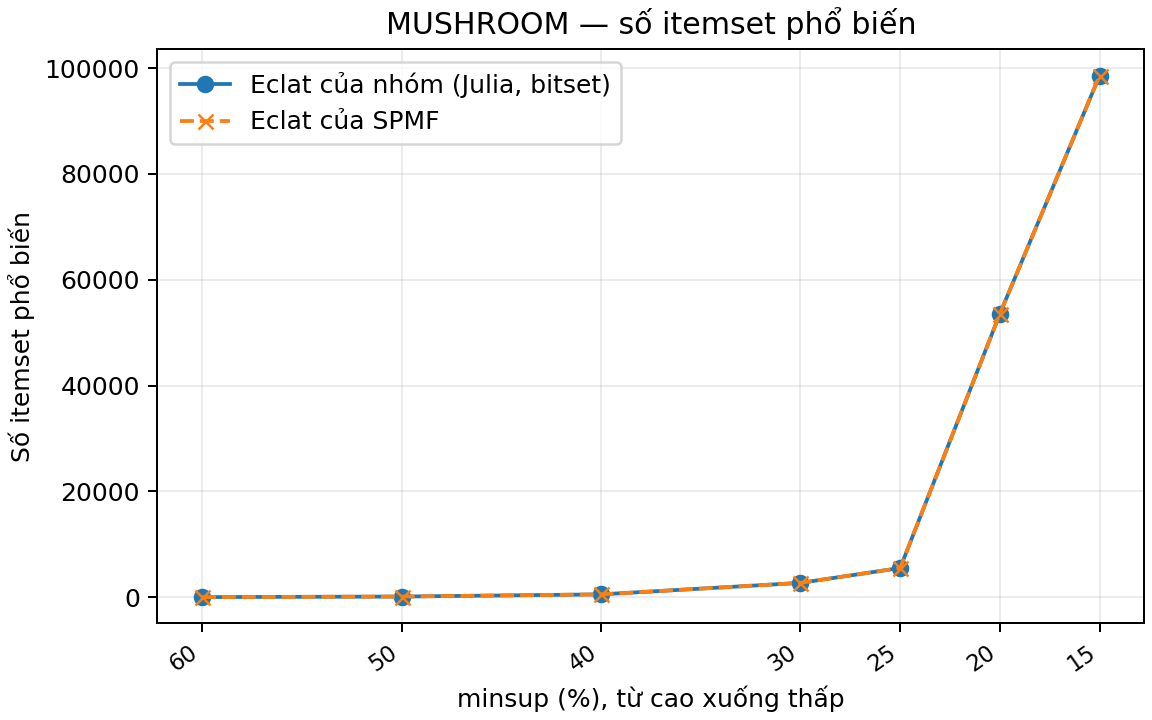 MUSHROOM — số itemset phổ biến
Eclat của nhóm (Julia, bitset)
Eclat của SPMF
Số itemset phổ biến
100000
80000
60000
40000
20000
0
60
50
40
30
25
20
15
minsup (%), từ cao xuống thấp